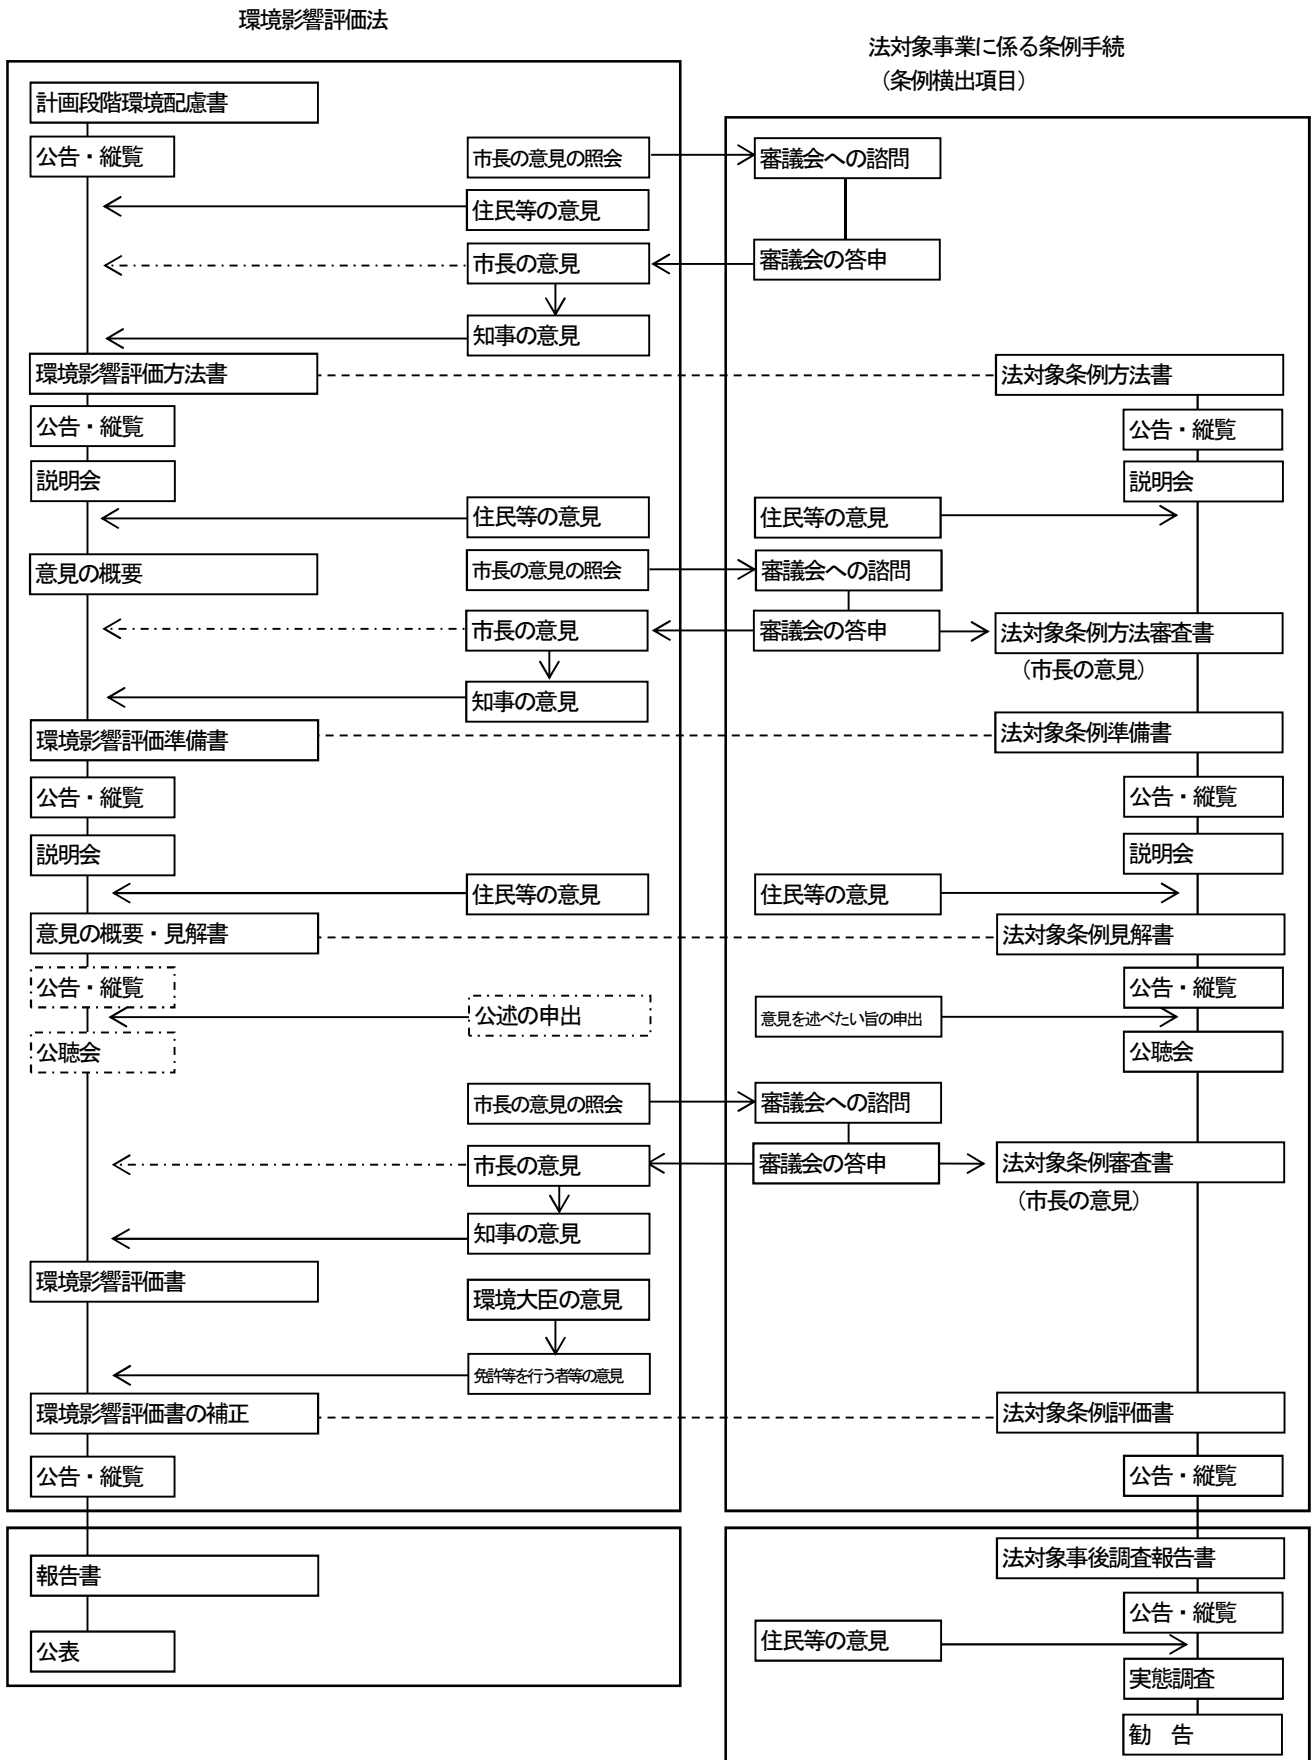 環境影響評価法
法対象事業に係る条例手続
（条例横出項目）
計画段階環境配慮書
公告・縦覧
市長の意見の照会
審議会への諮問
住民等の意見
市長の意見
審議会の答申
知事の意見
環境影響評価方法書
法対象条例方法書
公告・縦覧
公告・縦覧
説明会
説明会
住民等の意見
住民等の意見
意見の概要
市長の意見の照会
審議会への諮問
市長の意見
審議会の答申
法対象条例方法審査書
（市長の意見）
知事の意見
環境影響評価準備書
法対象条例準備書
公告・縦覧
公告・縦覧
説明会
説明会
住民等の意見
住民等の意見
意見の概要・見解書
法対象条例見解書
公告・縦覧
公告・縦覧
公述の申出
意見を述べたい旨の申出
公聴会
公聴会
市長の意見の照会
審議会への諮問
市長の意見
審議会の答申
法対象条例審査書
（市長の意見）
知事の意見
環境影響評価書
環境大臣の意見
免許等を行う者等の意見
環境影響評価書の補正
法対象条例評価書
公告・縦覧
公告・縦覧
法対象事後調査報告書
報告書
公告・縦覧
住民等の意見
公表
実態調査
勧　告